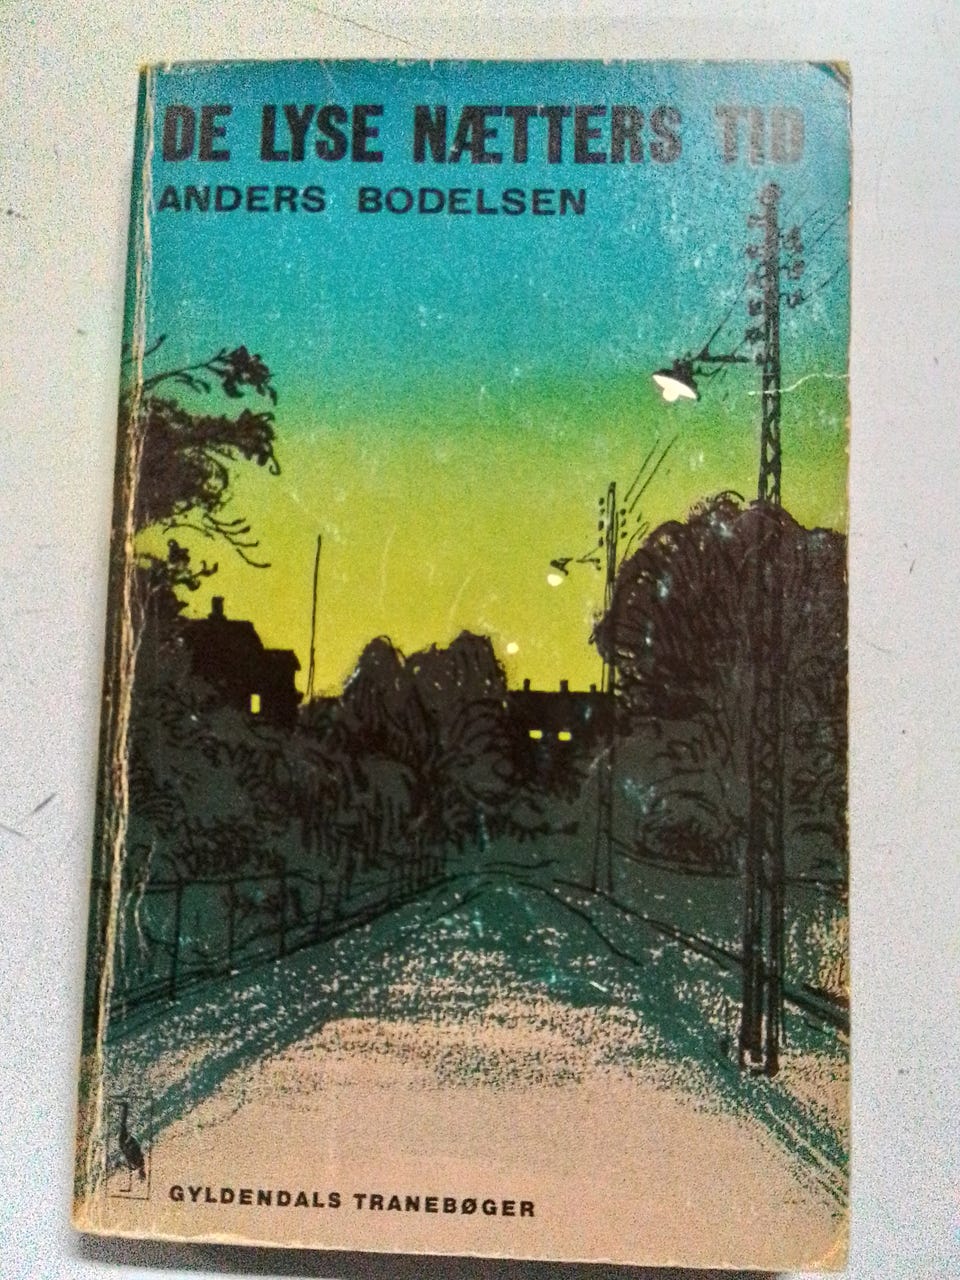 DE LYSE NÆTTERS TID
ANDERS BODELSEN
GYLDENDALS TRANEBØGER